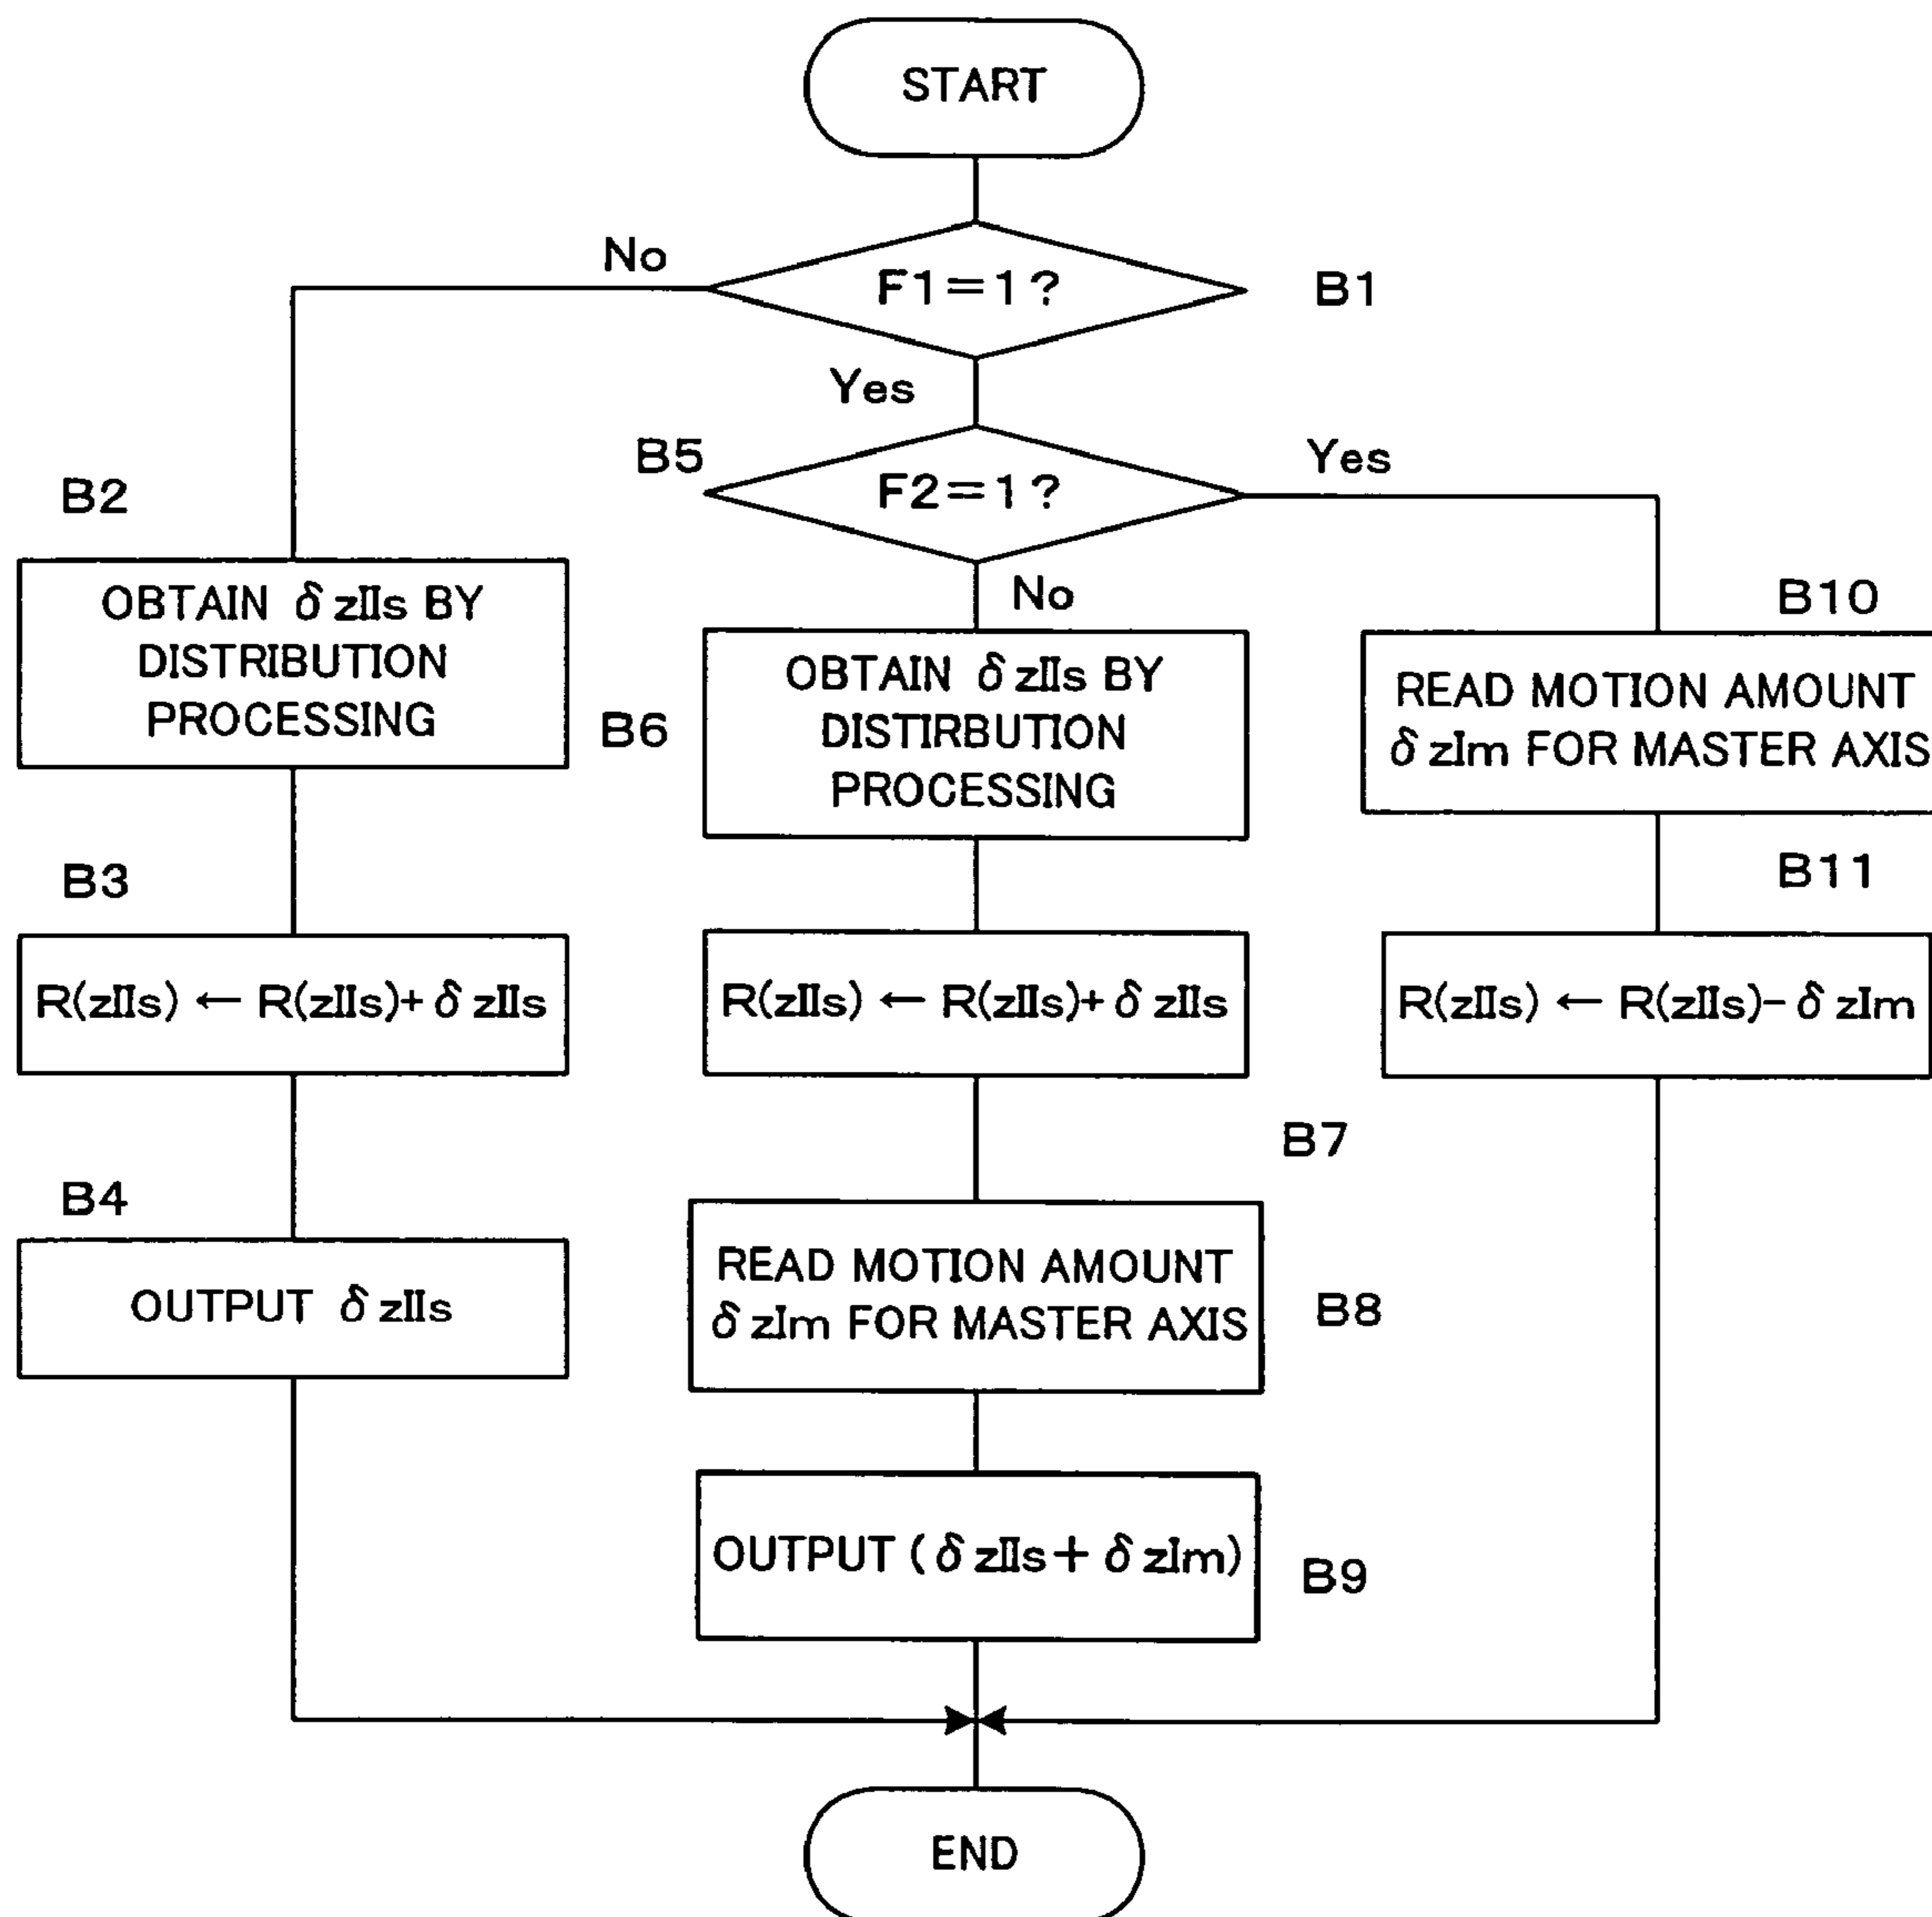 START
No
F1=1?
B1
Yes
B5
F2=1?
Yes
B2
No
B10
OBTAIN δzⅡs BY
DISTRIBUTION
PROCESSING
B6
OBTAIN δzⅡs BY
DISTIRBUTION
PROCESSING
READ MOTION AMOUNT
δzⅠm FOR MASTER AXIS
B3
B11
R(zⅡs) ← R(zⅡs)+ δzⅡs
R(zⅡs) ← R(zⅡs)+ δzⅡs
R(zⅡs) ← R(zⅡs)- δzⅠm
B7
B4
OUTPUT δzⅡs
READ MOTION AMOUNT
δzⅠm FOR MASTER AXIS
B8
OUTPUT (δzⅡs+δzⅠm)
B9
END